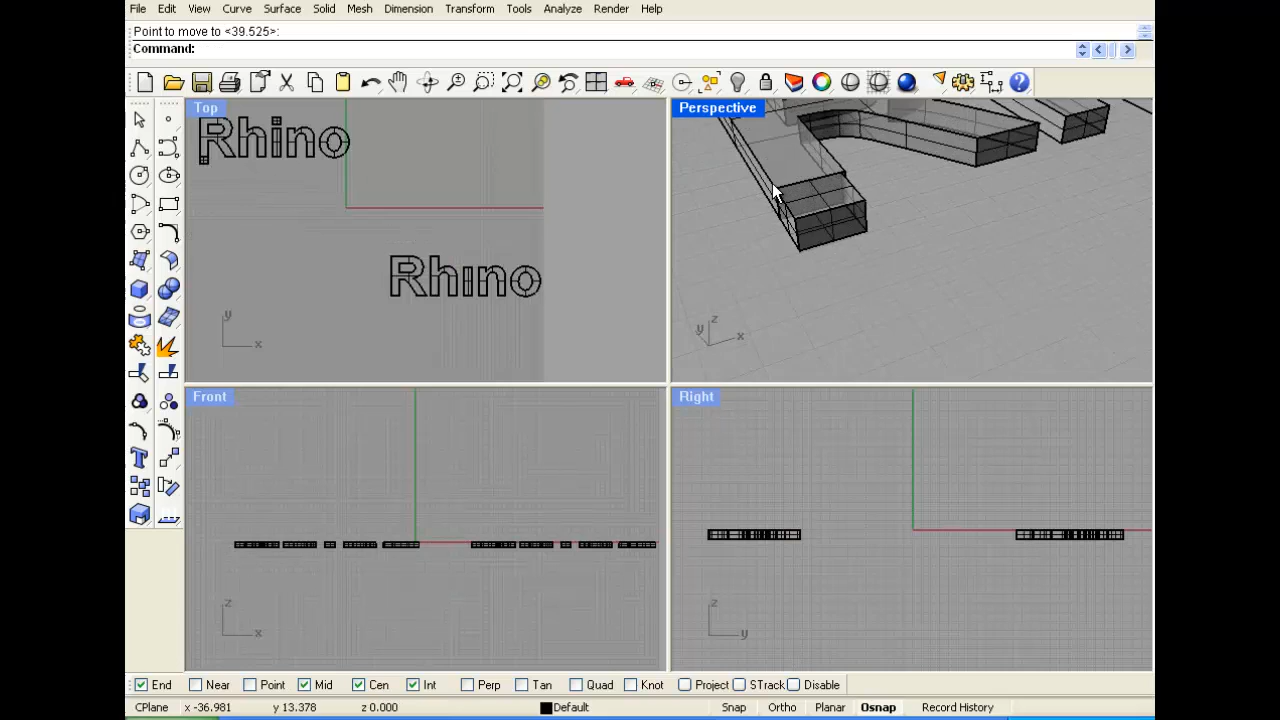 File Edit View Curve Surface Solid Mesh Dimension Transform Tools Analyze Render Help
Point to move to <39.525>:
Command:
Top
Perspective
Rhino
Rhino
y
x
z
y
x
Front
Right
z
x
z
y
End Near Point Mid Cen Int Perp Tan Quad Knot Project STrack Disable
CPlane x -36.981 y 13.378 z 0.000 Default Snap Ortho Planar Osnap Record History